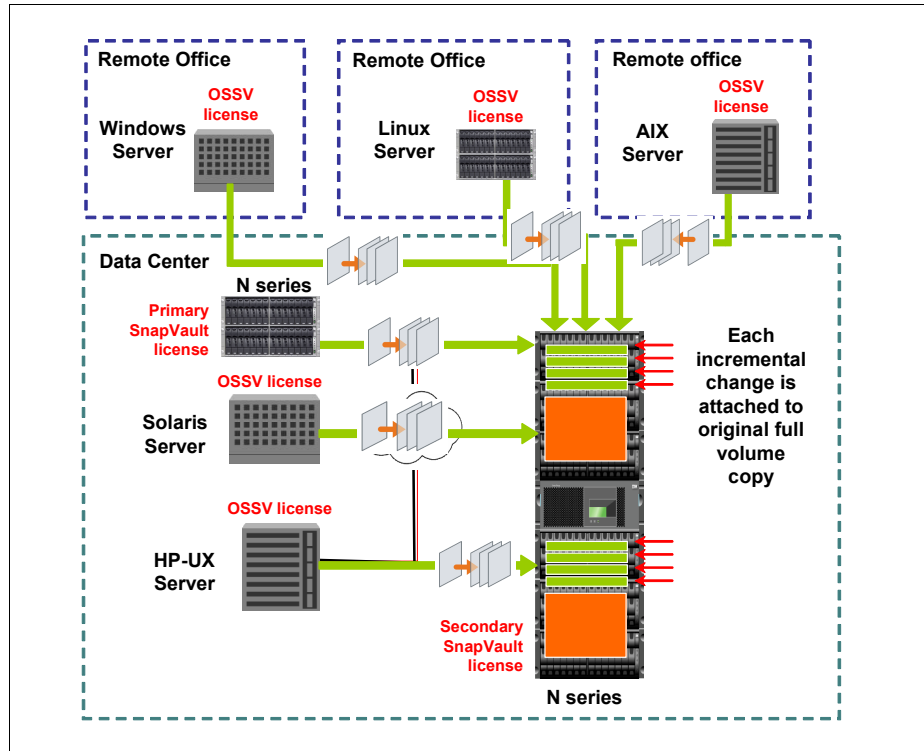 Remote Office
OSSV
license
Windows
Server
Remote Office
OSSV
license
Linux
Server
Remote office
OSSV
license
AIX
Server
Data Center
N series
Primary
SnapVault
license
OSSV license
Solaris
Server
OSSV license
HP-UX
Server
Each
incremental
change is
attached to
original full
volume
copy
Secondary
SnapVault
license
N series